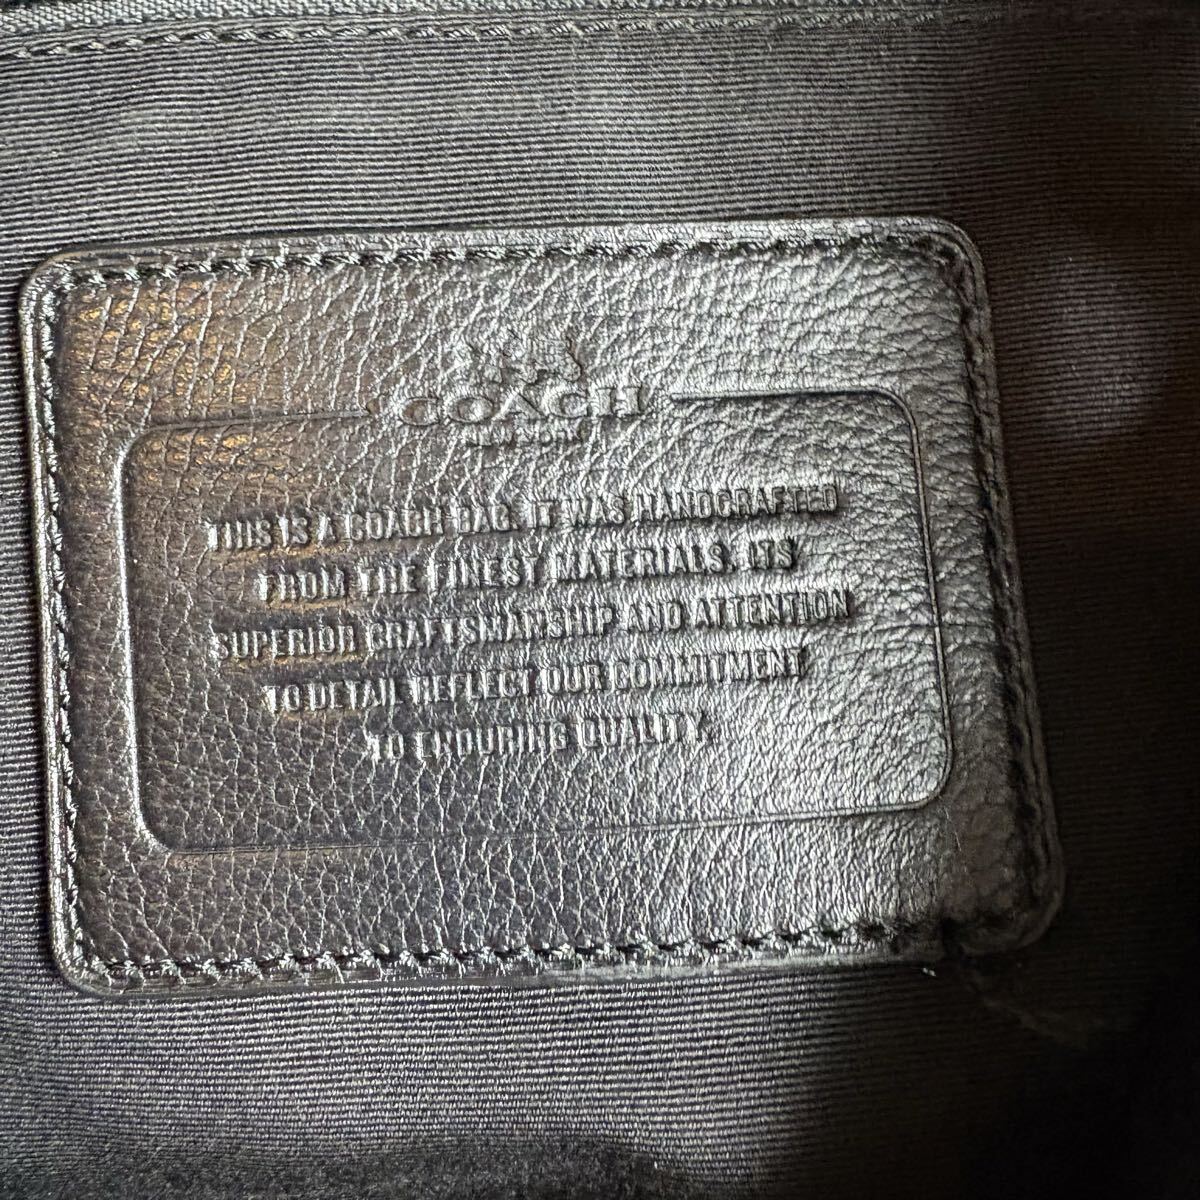 COACH
NEW YORK
THIS IS A COACH BAG. IT WAS HANDCRAFTED
FROM THE FINEST MATERIALS. ITS
SUPERIOR CRAFTSMANSHIP AND ATTENTION
TO DETAIL REFLECT OUR COMMITMENT
TO ENDURING QUALITY.